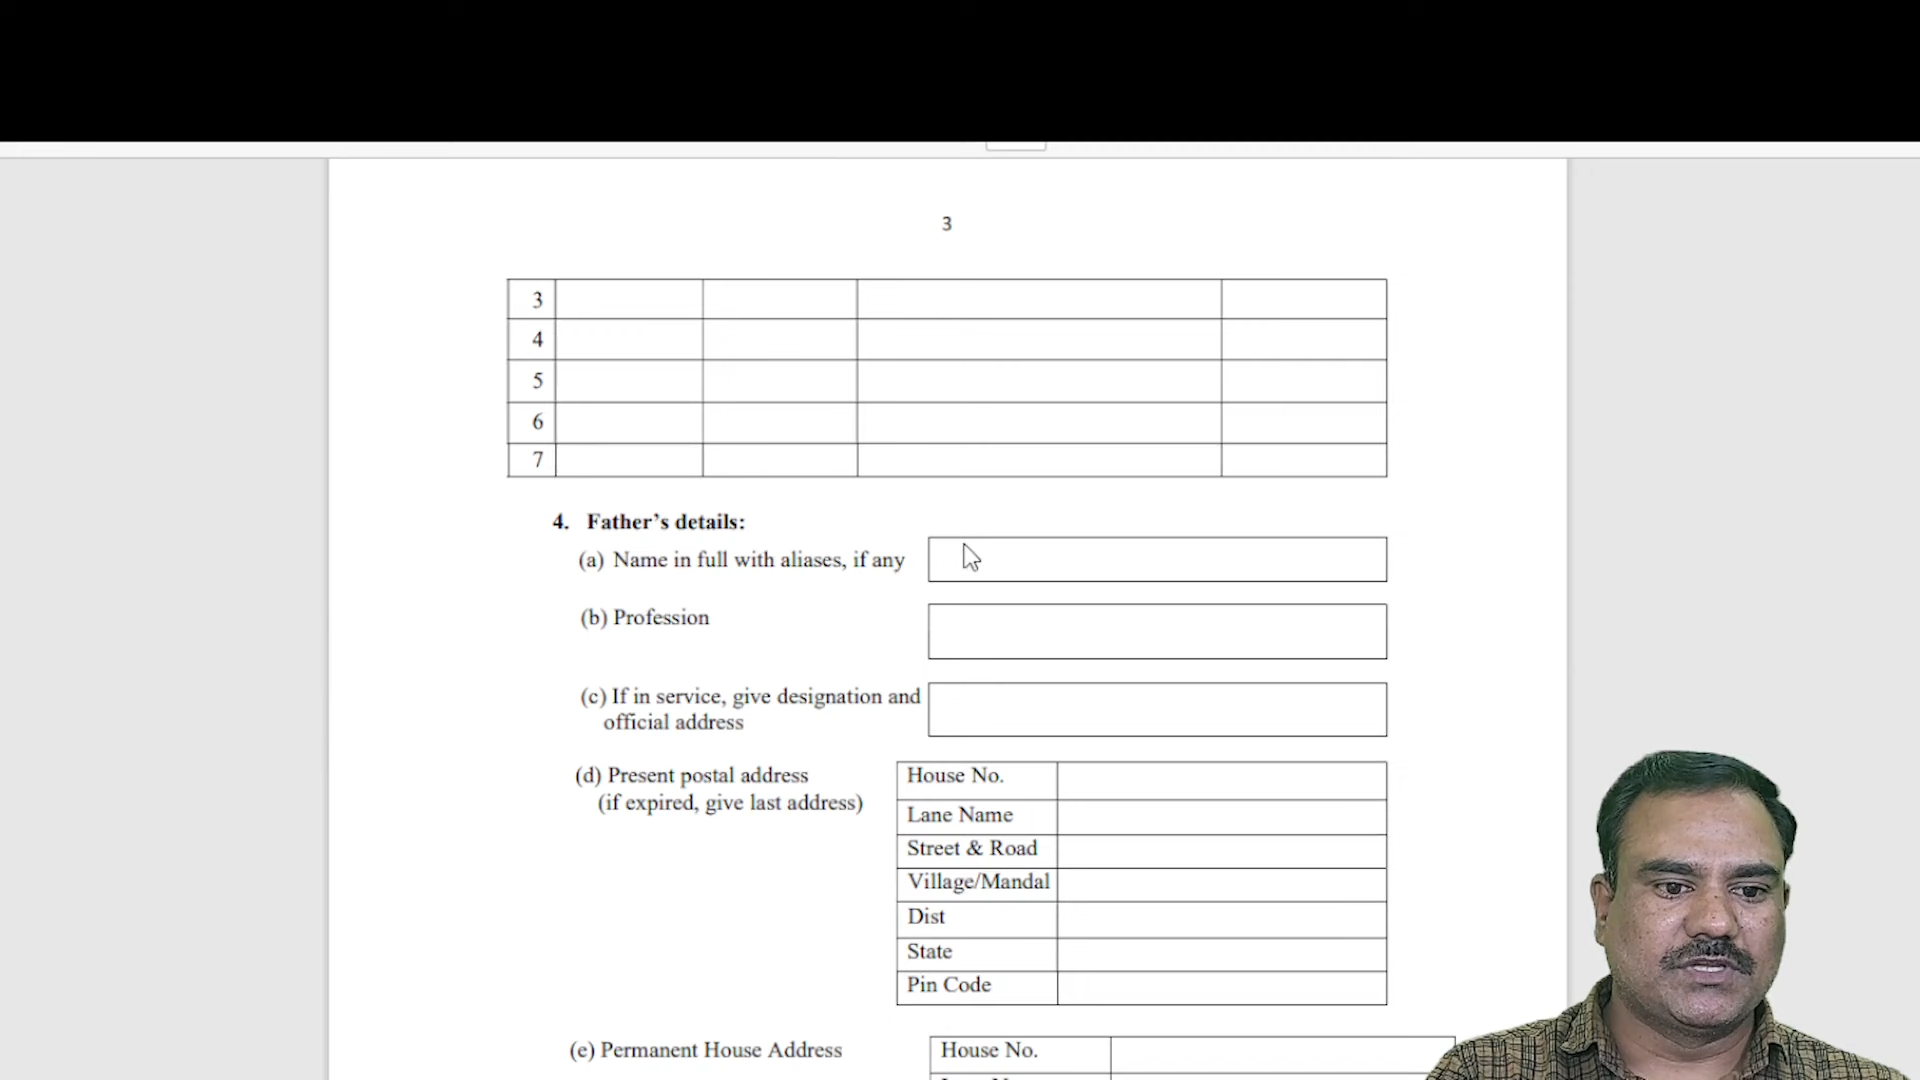 3
3
4
5
6
7
4. Father's details:
(a) Name in full with aliases, if any
(b) Profession
(c) If in service, give designation and
official address
(d) Present postal address
(if expired, give last address)
House No.
Lane Name
Street & Road
Village/Mandal
Dist
State
Pin Code
(e) Permanent House Address
House No.